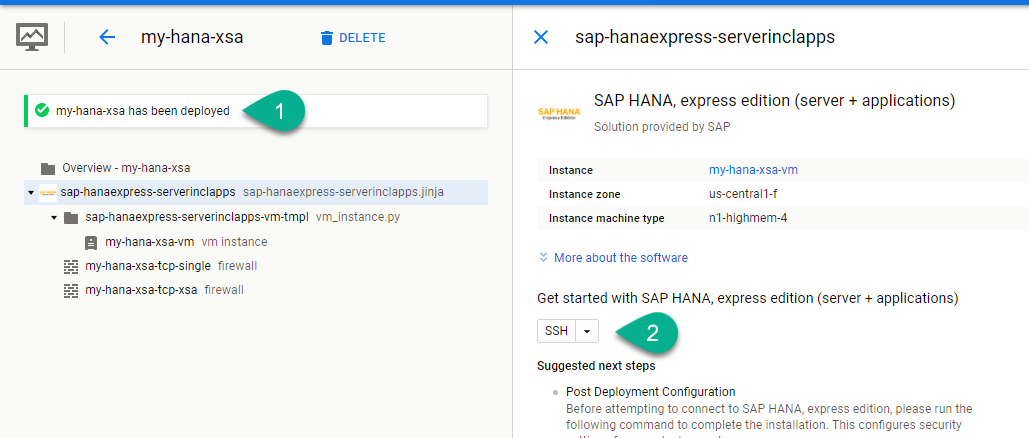 my-hana-xsa
DELETE
my-hana-xsa has been deployed
1
Overview - my-hana-xsa
sap-hanaexpress-serverinclapps sap-hanaexpress-serverinclapps.jinja
sap-hanaexpress-serverinclapps-vm-tmpl vm_instance.py
my-hana-xsa-vm vm instance
my-hana-xsa-tcp-single firewall
my-hana-xsa-tcp-xsa firewall
sap-hanaexpress-serverinclapps
SAP HANA
Express Edition
SAP HANA, express edition (server + applications)
Solution provided by SAP
Instance my-hana-xsa-vm
Instance zone us-central1-f
Instance machine type n1-highmem-4
More about the software
Get started with SAP HANA, express edition (server + applications)
SSH
2
Suggested next steps
Post Deployment Configuration
Before attempting to connect to SAP HANA, express edition, please run the
following command to complete the installation. This configures security